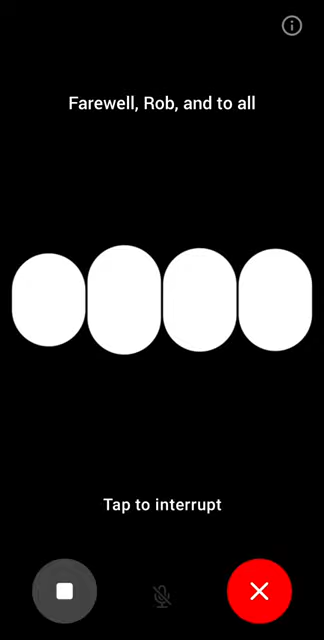 Farewell, Rob, and to all
Tap to interrupt